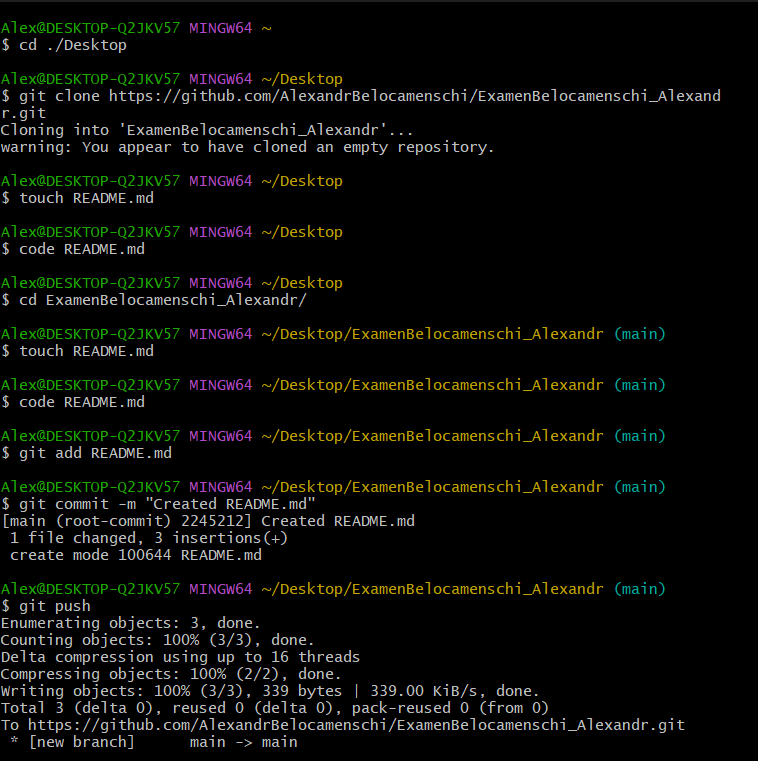 Alex@DESKTOP-Q2JKV57 MINGW64 ~
$ cd ./Desktop
Alex@DESKTOP-Q2JKV57 MINGW64 ~/Desktop
$ git clone https://github.com/AlexandrBelocamenschi/ExamenBelocamenschi_Alexand
r.git
Cloning into 'ExamenBelocamenschi_Alexandr'...
warning: You appear to have cloned an empty repository.
Alex@DESKTOP-Q2JKV57 MINGW64 ~/Desktop
$ touch README.md
Alex@DESKTOP-Q2JKV57 MINGW64 ~/Desktop
$ code README.md
Alex@DESKTOP-Q2JKV57 MINGW64 ~/Desktop
$ cd ExamenBelocamenschi_Alexandr/
Alex@DESKTOP-Q2JKV57 MINGW64 ~/Desktop/ExamenBelocamenschi_Alexandr (main)
$ touch README.md
Alex@DESKTOP-Q2JKV57 MINGW64 ~/Desktop/ExamenBelocamenschi_Alexandr (main)
$ code README.md
Alex@DESKTOP-Q2JKV57 MINGW64 ~/Desktop/ExamenBelocamenschi_Alexandr (main)
$ git add README.md
Alex@DESKTOP-Q2JKV57 MINGW64 ~/Desktop/ExamenBelocamenschi_Alexandr (main)
$ git commit -m "Created README.md"
[main (root-commit) 2245212] Created README.md
 1 file changed, 3 insertions(+)
 create mode 100644 README.md
Alex@DESKTOP-Q2JKV57 MINGW64 ~/Desktop/ExamenBelocamenschi_Alexandr (main)
$ git push
Enumerating objects: 3, done.
Counting objects: 100% (3/3), done.
Delta compression using up to 16 threads
Compressing objects: 100% (2/2), done.
Writing objects: 100% (3/3), 339 bytes | 339.00 KiB/s, done.
Total 3 (delta 0), reused 0 (delta 0), pack-reused 0 (from 0)
To https://github.com/AlexandrBelocamenschi/ExamenBelocamenschi_Alexandr.git
 * [new branch]      main -> main